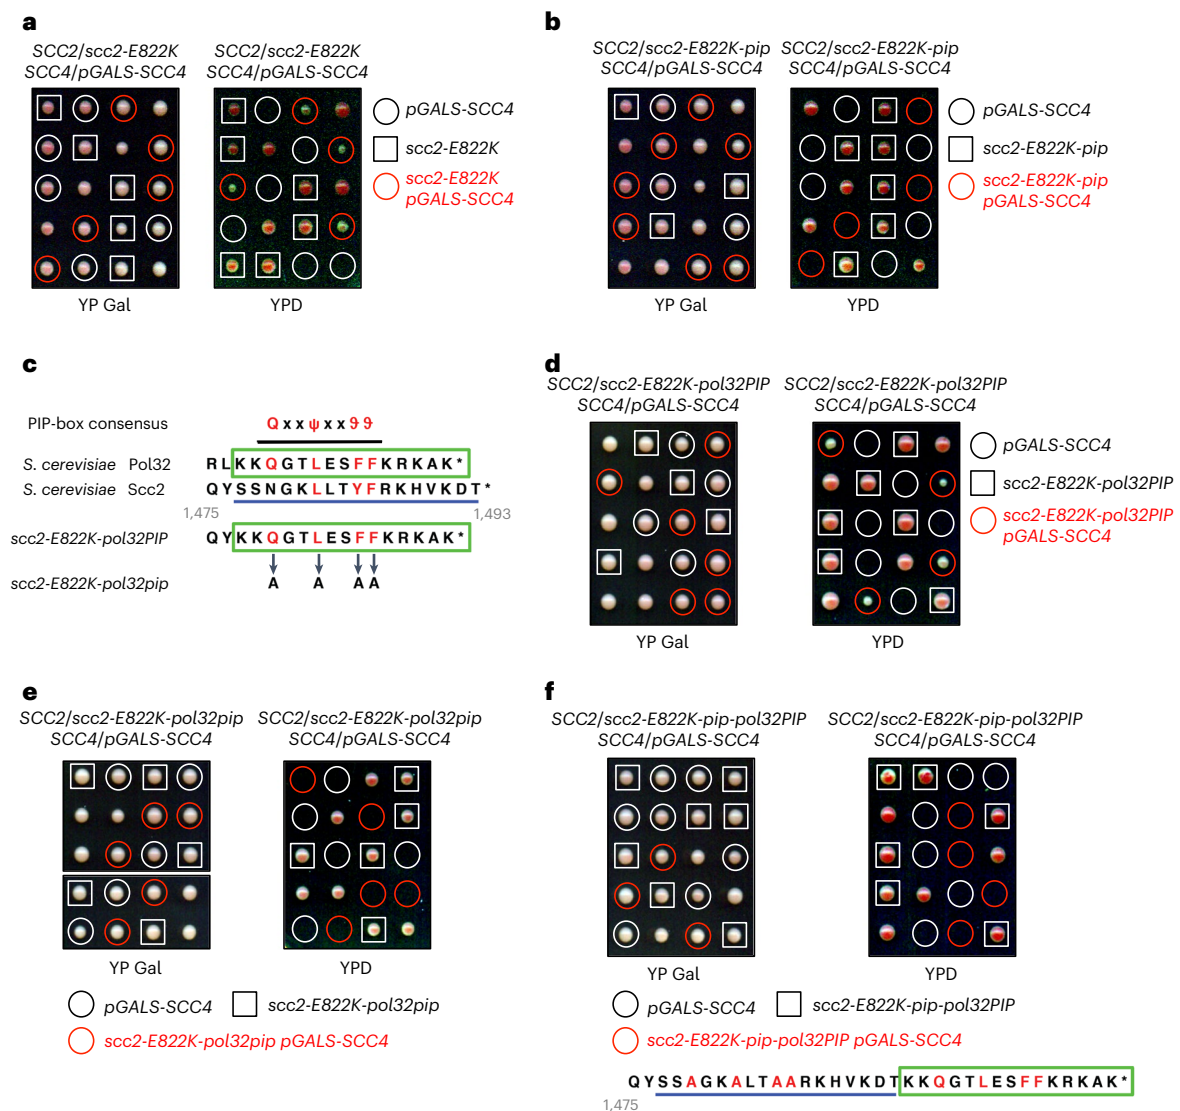 a
SCC2/scc2-E822K
SCC4/pGALS-SCC4
SCC2/scc2-E822K
SCC4/pGALS-SCC4
pGALS-SCC4
scc2-E822K
scc2-E822K
pGALS-SCC4
YP Gal
YPD
b
SCC2/scc2-E822K-pip
SCC4/pGALS-SCC4
SCC2/scc2-E822K-pip
SCC4/pGALS-SCC4
pGALS-SCC4
scc2-E822K-pip
scc2-E822K-pip
pGALS-SCC4
YP Gal
YPD
c
PIP-box consensus Q x x ψ x x ϑ ϑ
S. cerevisiae Pol32 R L K K Q G T L E S F F K R K A K *
S. cerevisiae Scc2 Q Y S S N G K L L T Y F R K H V K D T *
1,475 1,493
scc2-E822K-pol32PIP Q Y K K Q G T L E S F F K R K A K *
scc2-E822K-pol32pip A A A A
d
SCC2/scc2-E822K-pol32PIP
SCC4/pGALS-SCC4
SCC2/scc2-E822K-pol32PIP
SCC4/pGALS-SCC4
pGALS-SCC4
scc2-E822K-pol32PIP
scc2-E822K-pol32PIP
pGALS-SCC4
YP Gal
YPD
e
SCC2/scc2-E822K-pol32pip
SCC4/pGALS-SCC4
SCC2/scc2-E822K-pol32pip
SCC4/pGALS-SCC4
YP Gal
YPD
pGALS-SCC4
scc2-E822K-pol32pip
scc2-E822K-pol32pip pGALS-SCC4
f
SCC2/scc2-E822K-pip-pol32PIP
SCC4/pGALS-SCC4
SCC2/scc2-E822K-pip-pol32PIP
SCC4/pGALS-SCC4
YP Gal
YPD
pGALS-SCC4
scc2-E822K-pip-pol32PIP
scc2-E822K-pip-pol32PIP pGALS-SCC4
Q Y S S A G K A L T A A R K H V K D T K K Q G T L E S F F K R K A K *
1,475